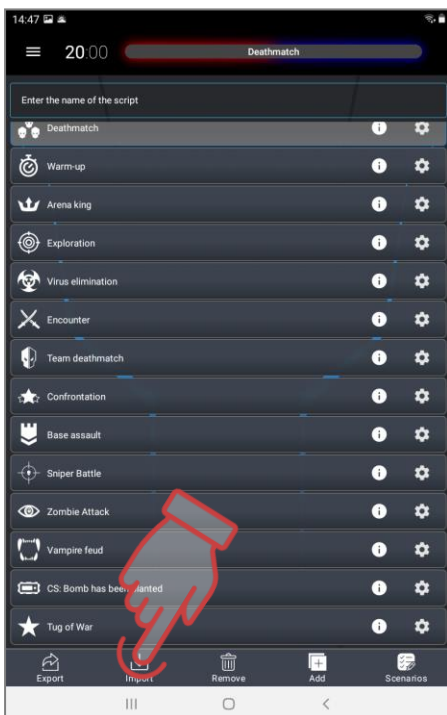 14:47
20:00 Deathmatch
Enter the name of the script
Deathmatch
Warm-up
Arena king
Exploration
Virus elimination
Encounter
Team deathmatch
Confrontation
Base assault
Sniper Battle
Zombie Attack
Vampire feud
CS: Bomb has been planted
Tug of War
Export Import Remove Add Scenarios